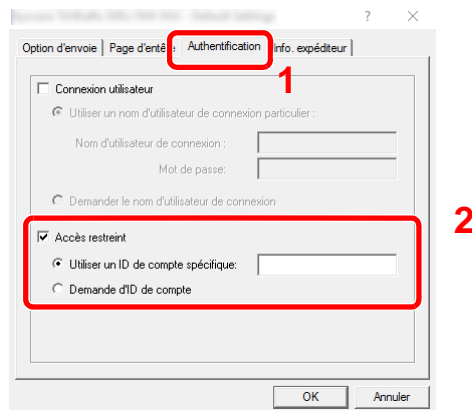 ? ×
Option d'envoie Page d'entête Authentification Info. expéditeur
1
Connexion utilisateur
Utiliser un nom d'utilisateur de connexion particulier :
Nom d'utilisateur de connexion :
Mot de passe:
Demander le nom d'utilisateur de connexion
2
Accès restreint
Utiliser un ID de compte spécifique:
Demande d'ID de compte
OK Annuler